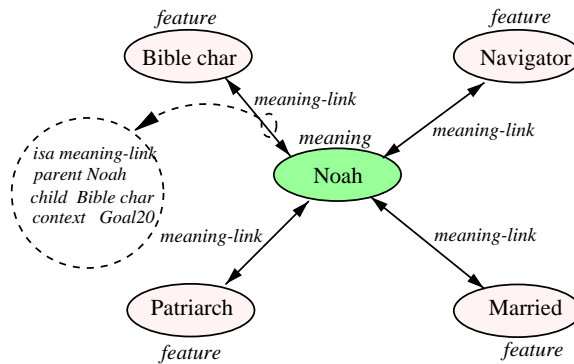 feature
Bible char
feature
Navigator
meaning-link
meaning-link
meaning
Noah
isa meaning-link
parent Noah
child Bible char
context Goal20
meaning-link
meaning-link
Patriarch
feature
Married
feature